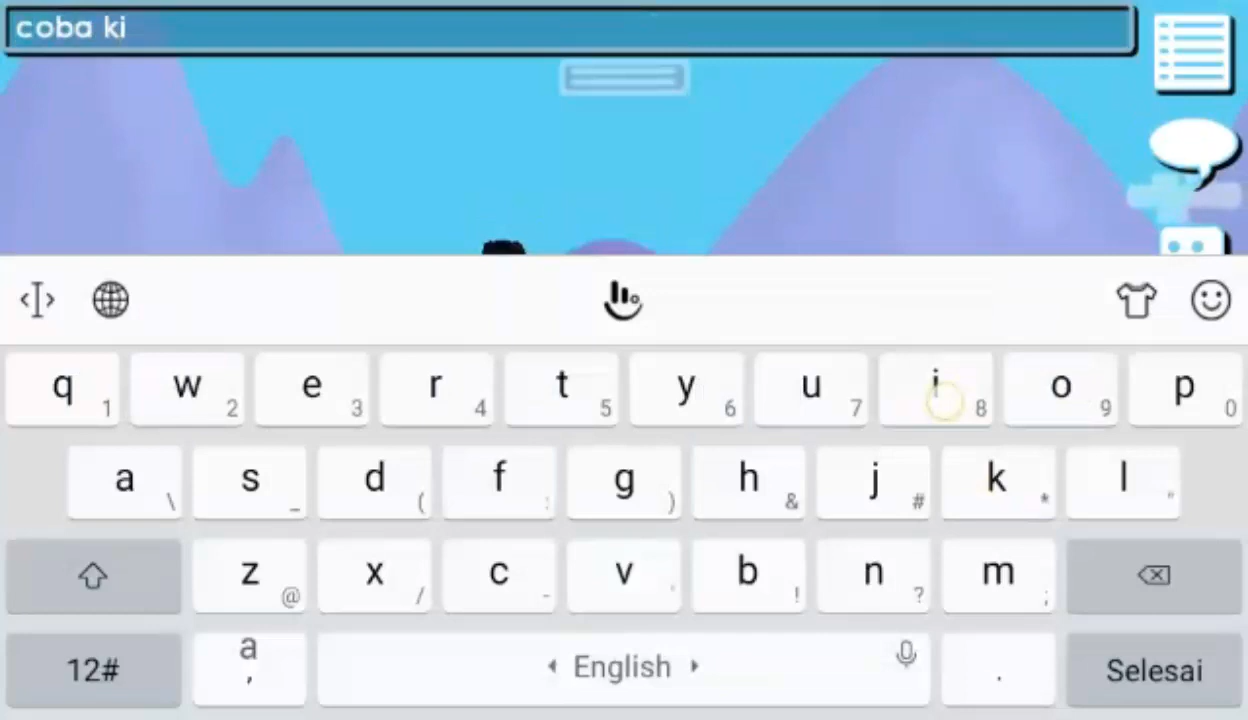 coba ki
q 1 w 2 e 3 r 4 t 5 y 6 u 7 i 8 o 9 p 0
a \ s _ d ( f : g ) h & j # k * l "
z @ x / c - v ' b ! n ? m ;
12# a , English . Selesai